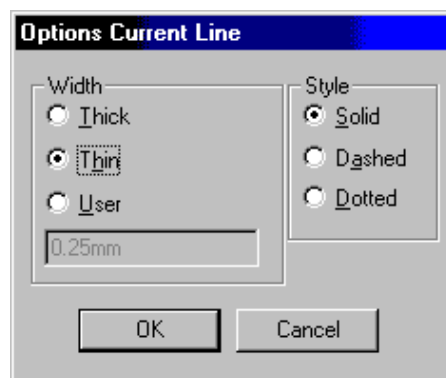 Options Current Line
Width
Thick
Thin
User
0.25mm
Style
Solid
Dashed
Dotted
OK
Cancel